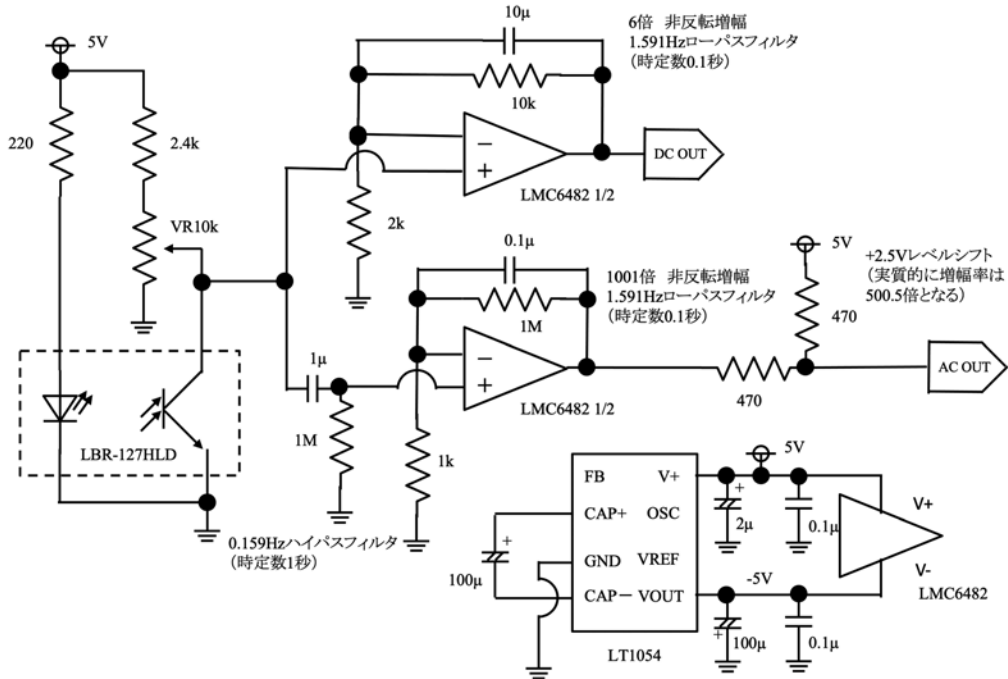 5V
220
2.4k
VR10k
LBR-127HLD
10μ
10k
2k
−
+
LMC6482 1/2
DC OUT
6倍 非反転増幅
1.591Hzローパスフィルタ
（時定数0.1秒）
0.1μ
1M
1001倍 非反転増幅
1.591Hzローパスフィルタ
（時定数0.1秒）
1μ
1M
1k
−
+
LMC6482 1/2
0.159Hzハイパスフィルタ
（時定数1秒）
5V
+2.5Vレベルシフト
（実質的に増幅率は
500.5倍となる）
470
470
AC OUT
FB
V+
CAP+
OSC
GND
VREF
CAP−
VOUT
LT1054
+
100μ
5V
+
2μ
0.1μ
-5V
+
100μ
0.1μ
V+
V-
LMC6482